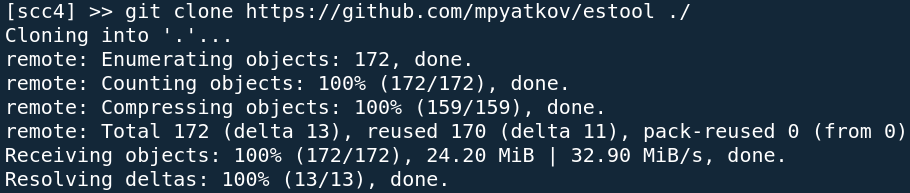 [scc4] >> git clone https://github.com/mpyatkov/estool ./
Cloning into '.'...
remote: Enumerating objects: 172, done.
remote: Counting objects: 100% (172/172), done.
remote: Compressing objects: 100% (159/159), done.
remote: Total 172 (delta 13), reused 170 (delta 11), pack-reused 0 (from 0)
Receiving objects: 100% (172/172), 24.20 MiB | 32.90 MiB/s, done.
Resolving deltas: 100% (13/13), done.